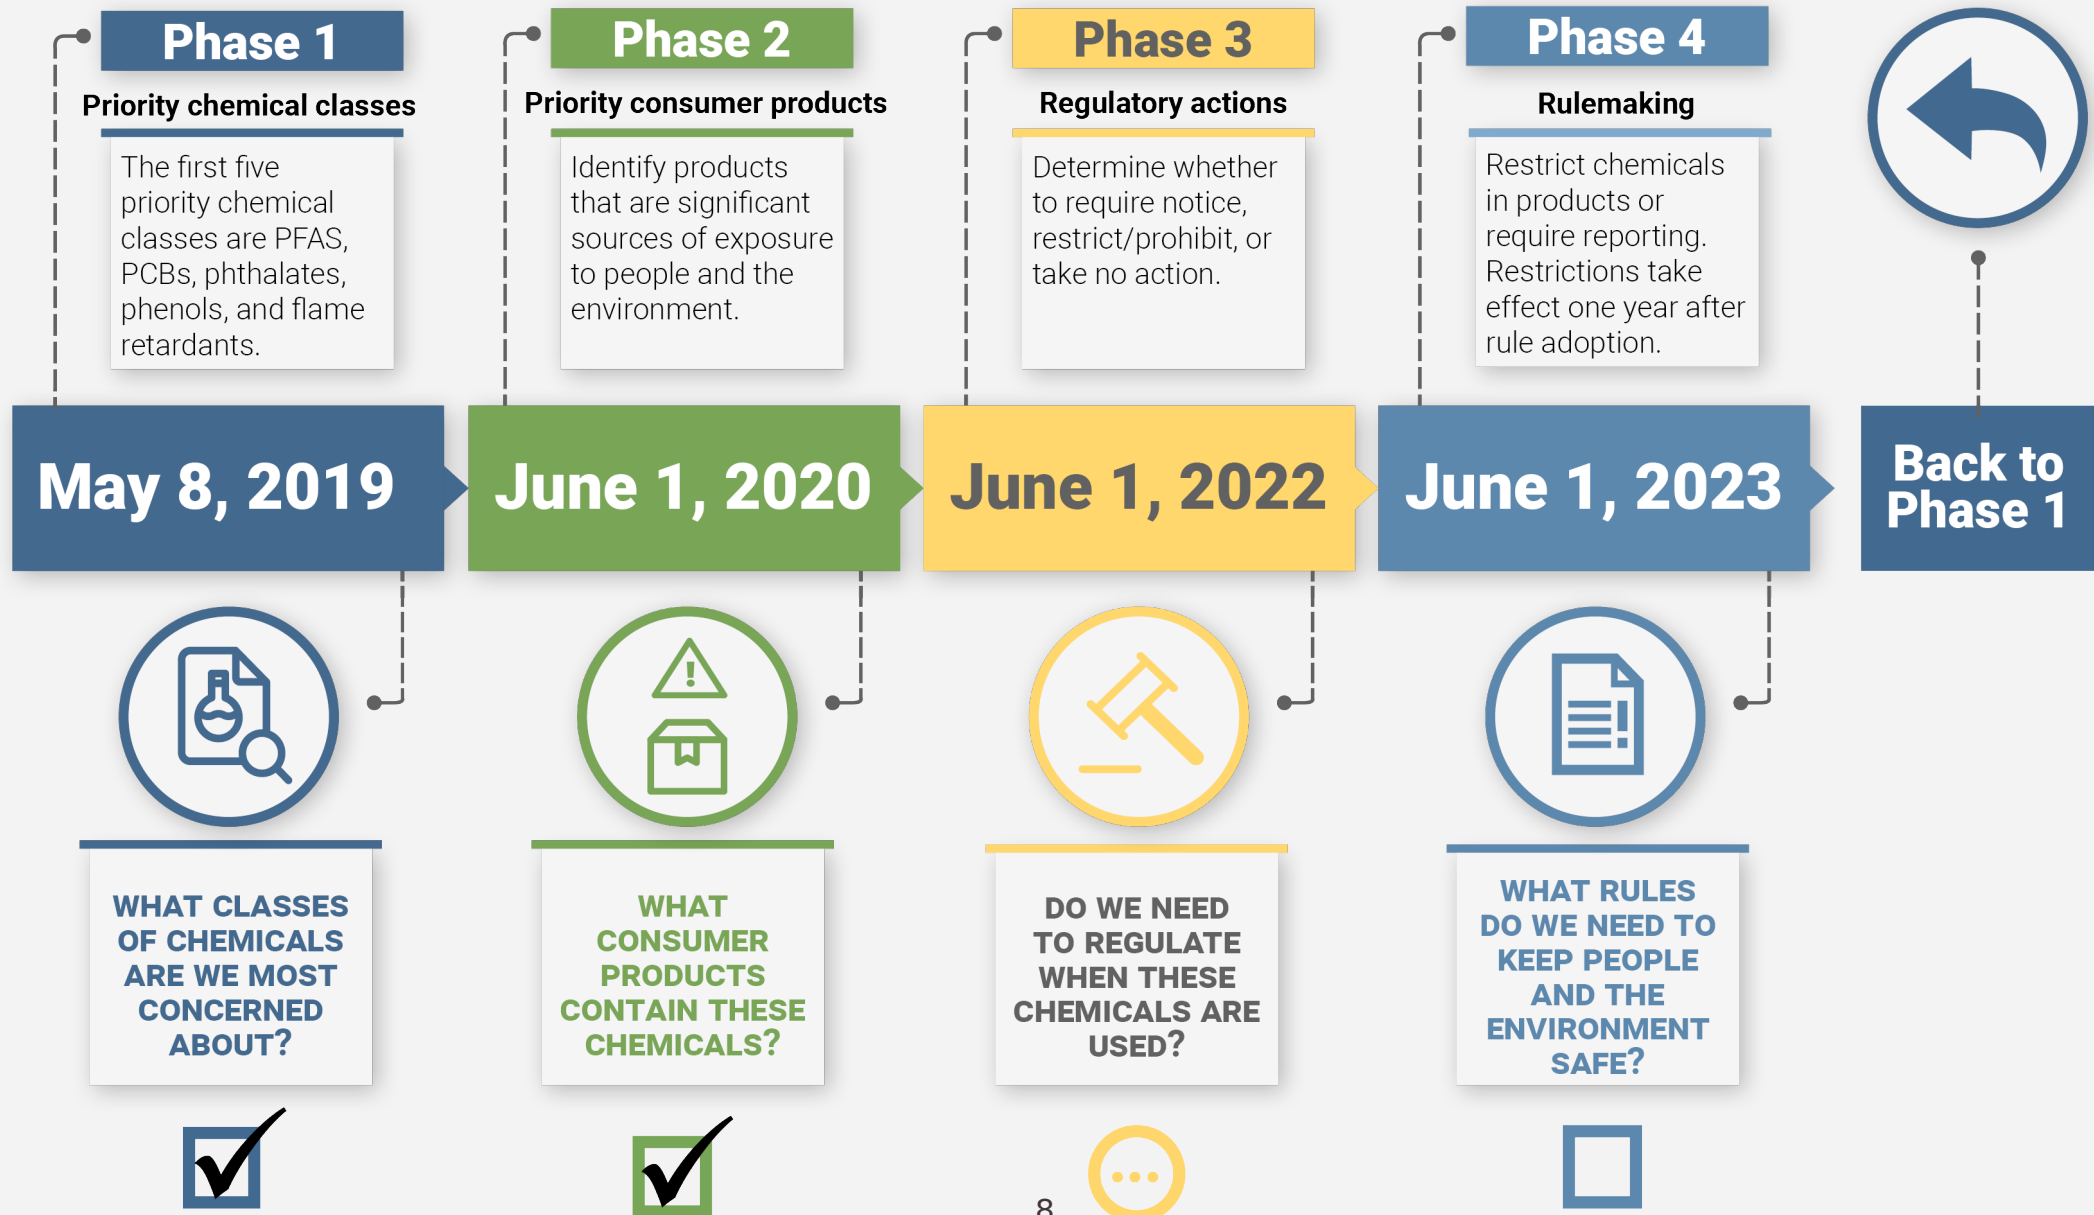 Phase 1
Priority chemical classes
The first five
priority chemical
classes are PFAS,
PCBs, phthalates,
phenols, and flame
retardants.
May 8, 2019
WHAT CLASSES
OF CHEMICALS
ARE WE MOST
CONCERNED
ABOUT?
Phase 2
Priority consumer products
Identify products
that are significant
sources of exposure
to people and the
environment.
June 1, 2020
WHAT
CONSUMER
PRODUCTS
CONTAIN THESE
CHEMICALS?
Phase 3
Regulatory actions
Determine whether
to require notice,
restrict/prohibit, or
take no action.
June 1, 2022
DO WE NEED
TO REGULATE
WHEN THESE
CHEMICALS ARE
USED?
Phase 4
Rulemaking
Restrict chemicals
in products or
require reporting.
Restrictions take
effect one year after
rule adoption.
June 1, 2023
WHAT RULES
DO WE NEED TO
KEEP PEOPLE
AND THE
ENVIRONMENT
SAFE?
Back to
Phase 1
8